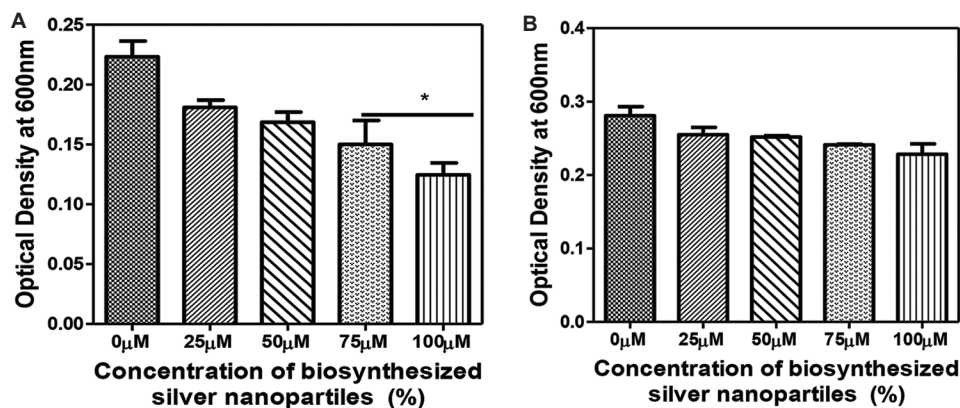 A
Optical Density at 600nm
0.25
0.20
0.15
0.10
0.05
0.00
*
0μM 25μM 50μM 75μM 100μM
Concentration of biosynthesized
silver nanopartiles (%)
B
Optical Density at 600nm
0.4
0.3
0.2
0.1
0.0
0μM 25μM 50μM 75μM 100μM
Concentration of biosynthesized
silver nanopartiles (%)